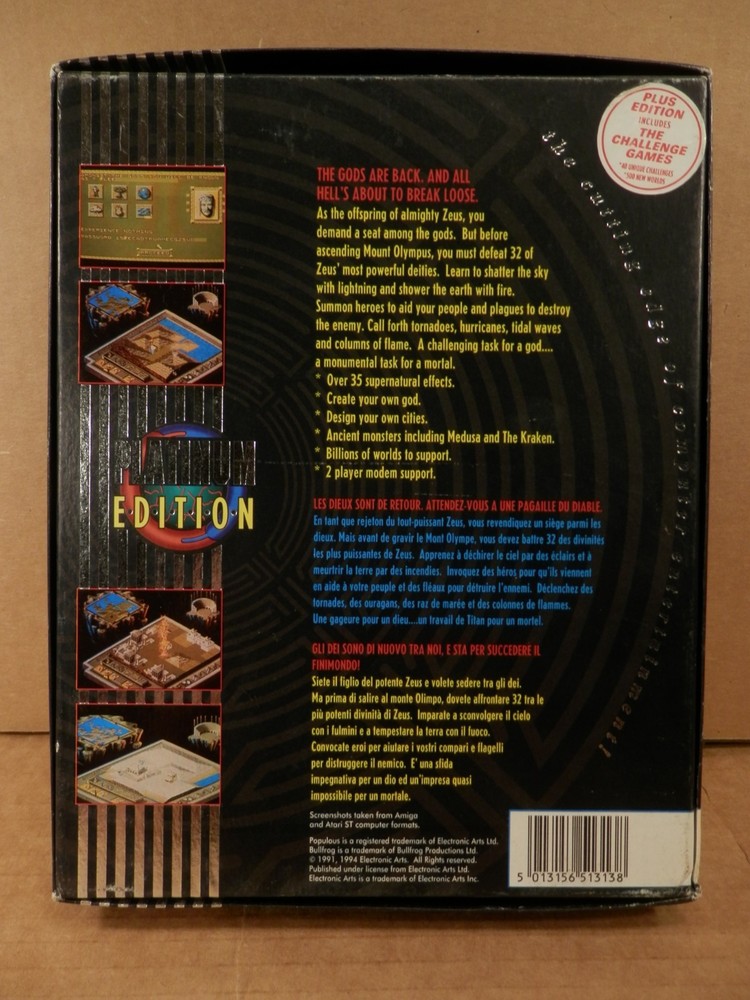 PLUS
EDITION
INCLUDES
THE
CHALLENGE
GAMES
*40 UNIQUE CHALLENGES
*500 NEW WORLDS
the cutting edge of computer entertainment!
THE GODS ARE BACK. AND ALL
HELL'S ABOUT TO BREAK LOOSE.
As the offspring of almighty Zeus, you
demand a seat among the gods. But before
ascending Mount Olympus, you must defeat 32 of
Zeus' most powerful deities. Learn to shatter the sky
with lightning and shower the earth with fire.
Summon heroes to aid your people and plagues to destroy
the enemy. Call forth tornadoes, hurricanes, tidal waves
and columns of flame. A challenging task for a god....
a monumental task for a mortal.
* Over 35 supernatural effects.
* Create your own god.
* Design your own cities.
* Ancient monsters including Medusa and The Kraken.
* Billions of worlds to support.
* 2 player modem support.
PLATINUM
EDITION
LES DIEUX SONT DE RETOUR. ATTENDEZ-VOUS A UNE PAGAILLE DU DIABLE.
En tant que rejeton du tout-puissant Zeus, vous revendiquez un siège parmi les
dieux. Mais avant de gravir le Mont Olympe, vous devez battre 32 des divinités
les plus puissantes de Zeus. Apprenez à déchirer le ciel par des éclairs et à
meurtrir la terre par des incendies. Invoquez des héros pour qu'ils viennent
en aide à votre peuple et des fléaux pour détruire l'ennemi. Déclenchez des
tornades, des ouragans, des raz de marée et des colonnes de flammes.
Une gageure pour un dieu....un travail de Titan pour un mortel.
GLI DEI SONO DI NUOVO TRA NOI, E STA PER SUCCEDERE IL
FINIMONDO!
Siete il figlio del potente Zeus e volete sedere tra gli dei.
Ma prima di salire al monte Olimpo, dovete affrontare 32 tra le
più potenti divinità di Zeus. Imparate a sconvolgere il cielo
con i fulmini e a tempestare la terra con il fuoco.
Convocate eroi per aiutare i vostri compari e flagelli
per distruggere il nemico. E' una sfida
impegnativa per un dio ed un'impresa quasi
impossibile per un mortale.
Screenshots taken from Amiga
and Atari ST computer formats.
Populous is a registered trademark of Electronic Arts Ltd.
Bullfrog is a trademark of Bullfrog Productions Ltd.
© 1991, 1994 Electronic Arts. All Rights reserved.
Published under license from Electronic Arts Ltd.
Electronic Arts is a trademark of Electronic Arts Inc.
5 013156 513138